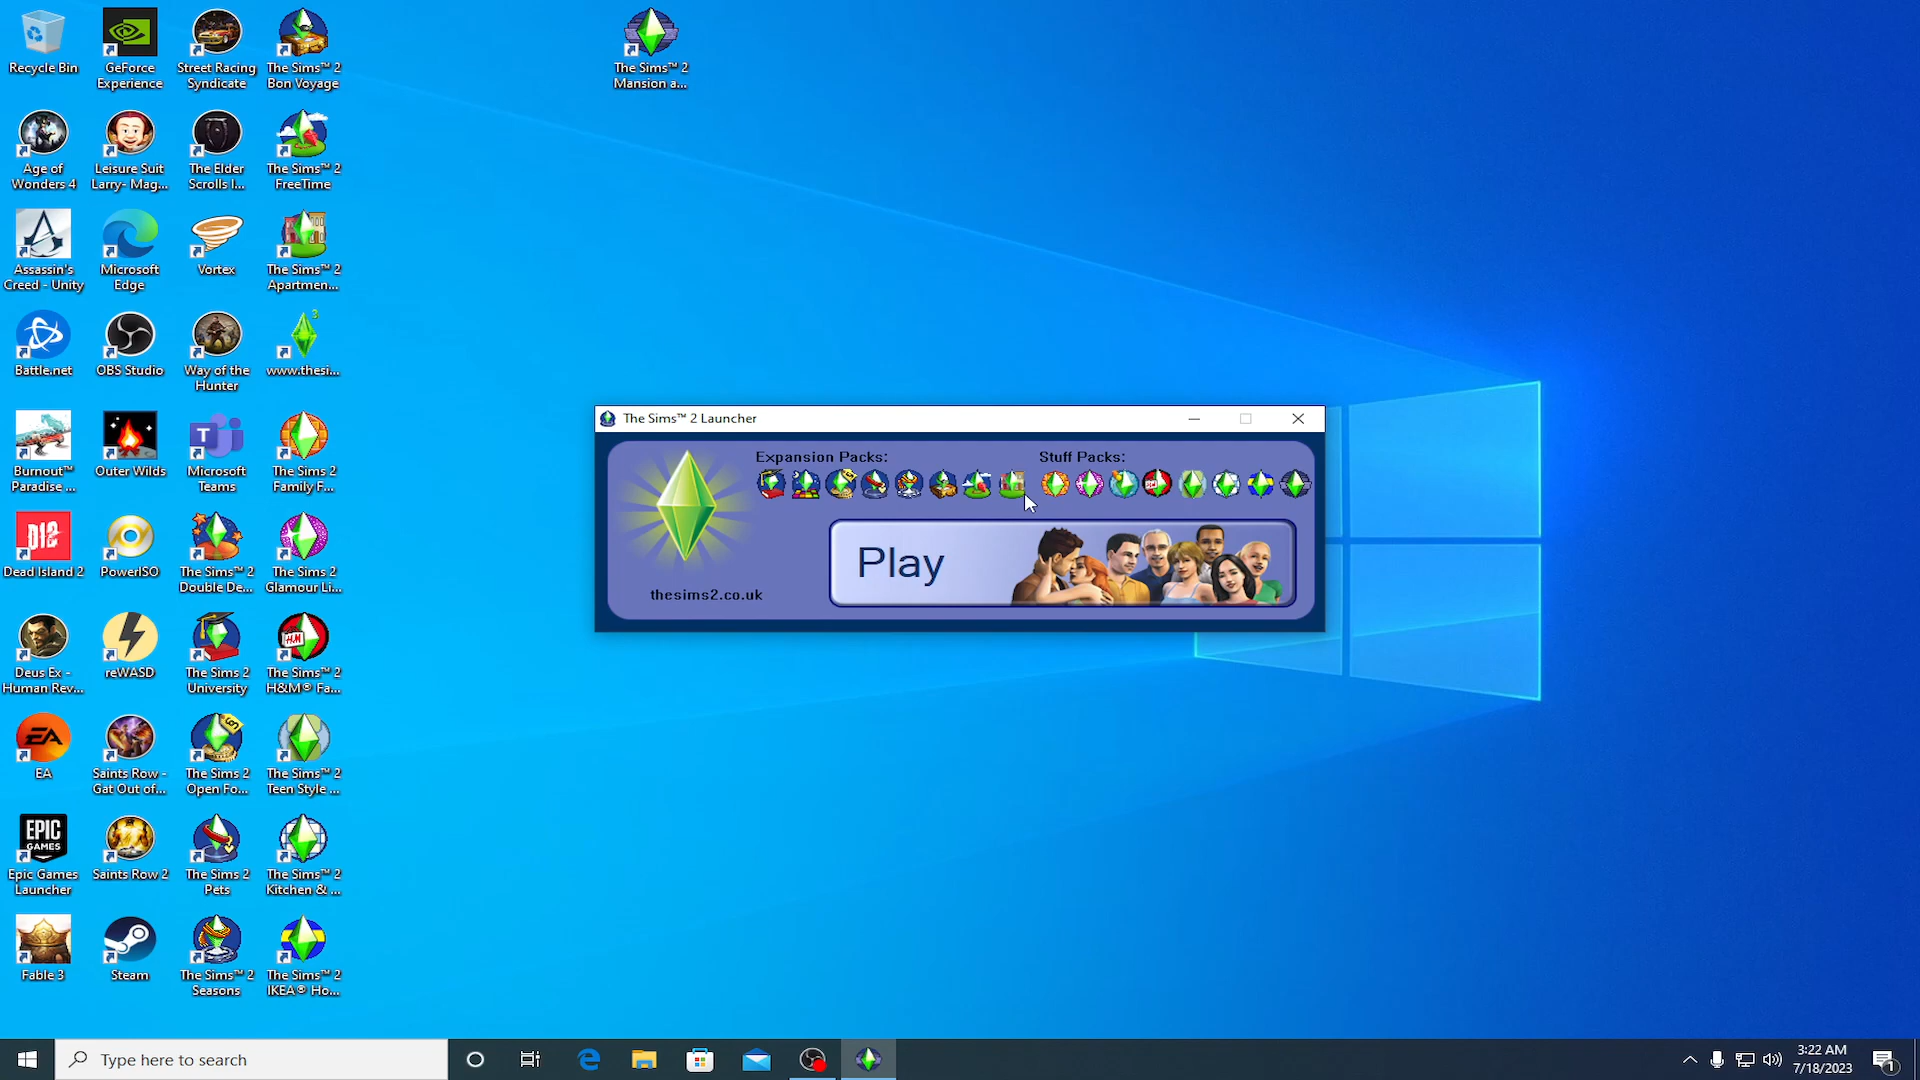 Recycle Bin
GeForce
Experience
Street Racing
Syndicate
The Sims™ 2
Bon Voyage
The Sims™ 2
Mansion a...
Age of
Wonders 4
Leisure Suit
Larry- Mag...
The Elder
Scrolls I...
The Sims™ 2
FreeTime
Assassin's
Creed - Unity
Microsoft
Edge
Vortex
The Sims™ 2
Apartmen...
Battle.net
OBS Studio
Way of the
Hunter
www.thesi...
Burnout™
Paradise ...
Outer Wilds
Microsoft
Teams
The Sims 2
Family F...
DI2
Dead Island 2
PowerISO
The Sims™ 2
Double De...
The Sims 2
Glamour Li...
Deus Ex -
Human Rev...
reWASD
The Sims 2
University
H&M
The Sims™ 2
H&M® Fa...
EA
EA
Saints Row -
Gat Out of...
The Sims 2
Open Fo...
The Sims™ 2
Teen Style ...
EPIC
GAMES
Epic Games
Launcher
Saints Row 2
The Sims 2
Pets
The Sims™ 2
Kitchen & ...
Fable 3
Steam
The Sims™ 2
Seasons
The Sims™ 2
IKEA® Ho...
The Sims™ 2 Launcher
Expansion Packs:
Stuff Packs:
Play
thesims2.co.uk
Type here to search
3:22 AM
7/18/2023
1